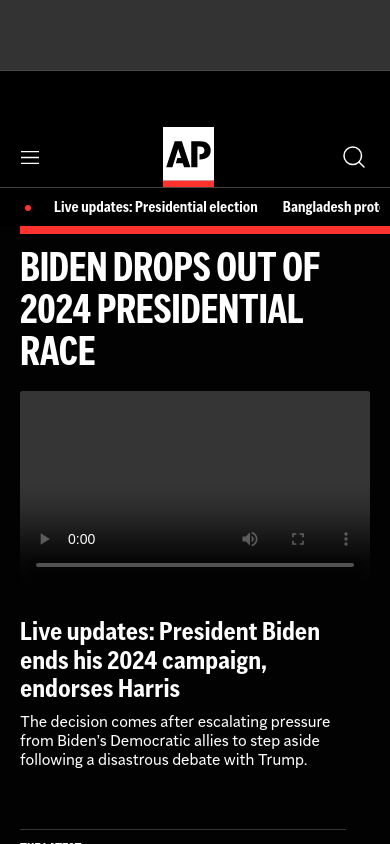 AP
Live updates: Presidential election
Bangladesh prot
BIDEN DROPS OUT OF
2024 PRESIDENTIAL
RACE
0:00
Live updates: President Biden
ends his 2024 campaign,
endorses Harris
The decision comes after escalating pressure
from Biden's Democratic allies to step aside
following a disastrous debate with Trump.